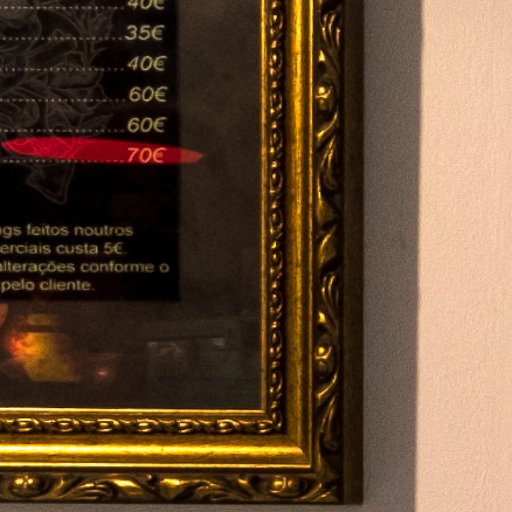 40€
35€
40€
60€
60€
70€
ngs feitos noutros
erciais custa 5€.
alterações conforme o
pelo cliente.